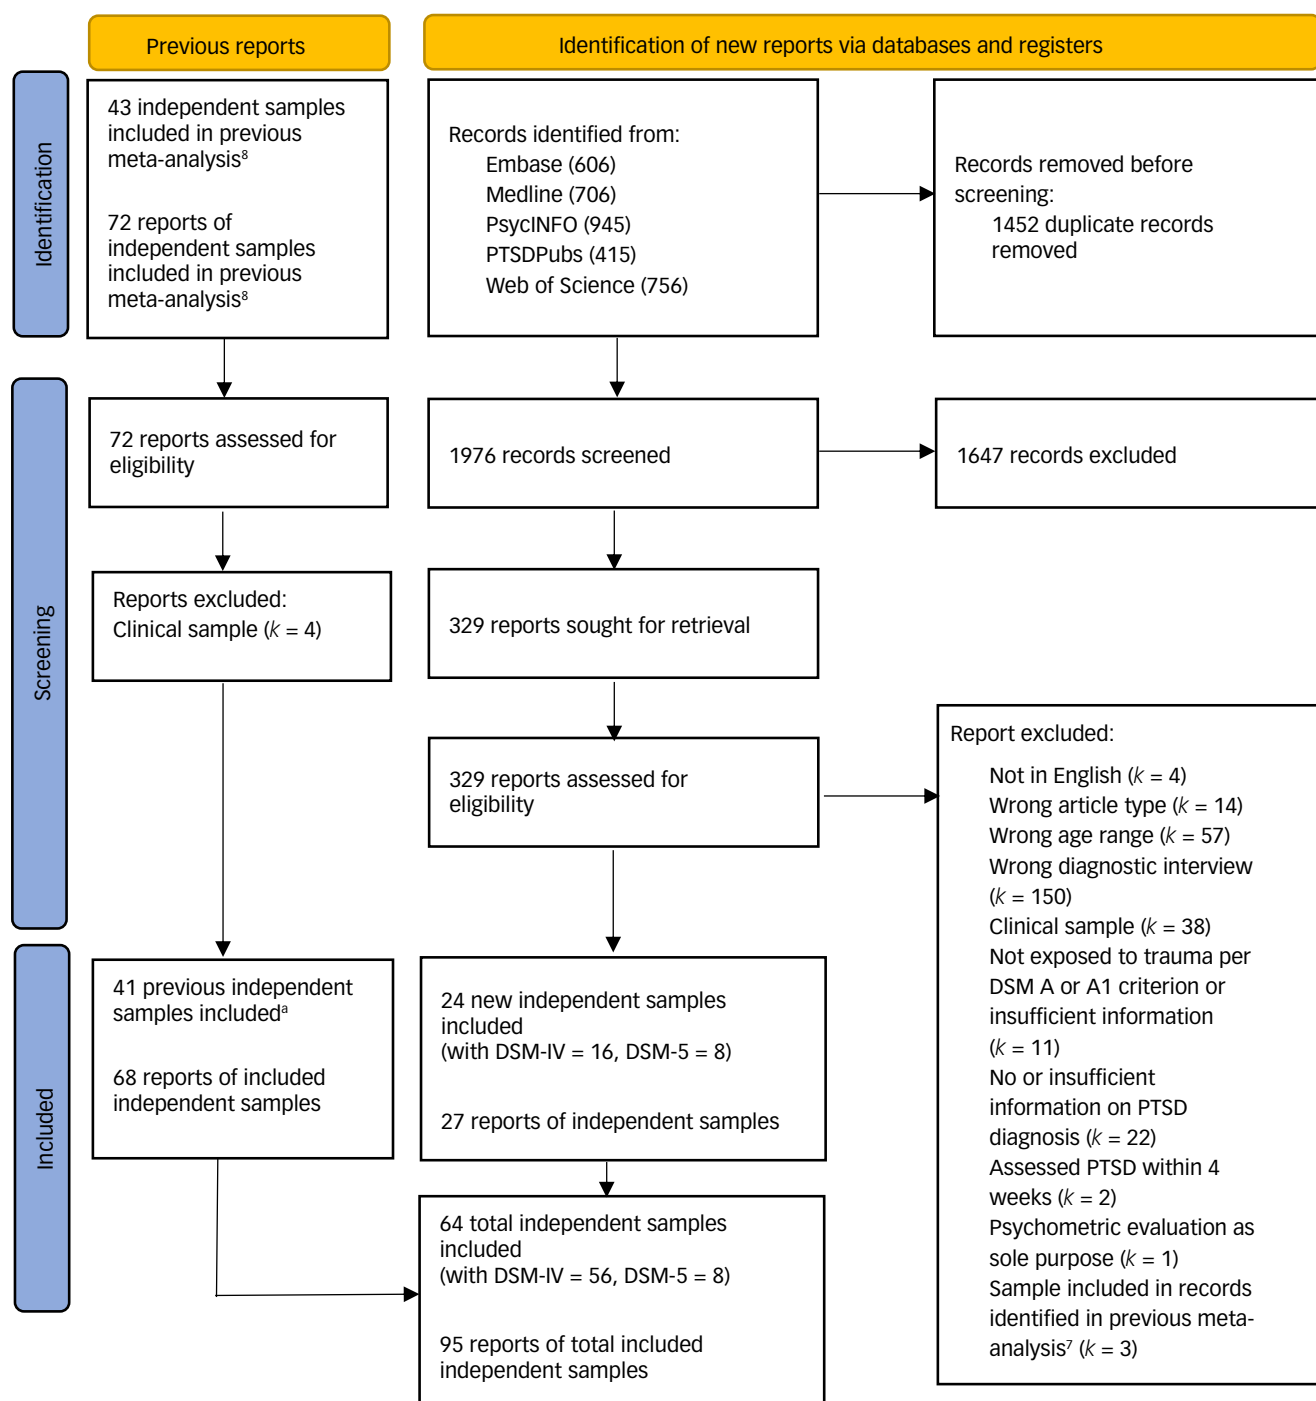 Previous reports
Identification of new reports via databases and registers
Identification
43 independent samples
included in previous
meta-analysis⁸
72 reports of
independent samples
included in previous
meta-analysis⁸
Records identified from:
Embase (606)
Medline (706)
PsycINFO (945)
PTSDPubs (415)
Web of Science (756)
Records removed before
screening:
1452 duplicate records
removed
Screening
72 reports assessed for
eligibility
1976 records screened
1647 records excluded
Reports excluded:
Clinical sample (k = 4)
329 reports sought for retrieval
329 reports assessed for
eligibility
Report excluded:
Not in English (k = 4)
Wrong article type (k = 14)
Wrong age range (k = 57)
Wrong diagnostic interview
(k = 150)
Clinical sample (k = 38)
Not exposed to trauma per
DSM A or A1 criterion or
insufficient information
(k = 11)
No or insufficient
information on PTSD
diagnosis (k = 22)
Assessed PTSD within 4
weeks (k = 2)
Psychometric evaluation as
sole purpose (k = 1)
Sample included in records
identified in previous meta-
analysis⁷ (k = 3)
Included
41 previous independent
samples includedᵃ
68 reports of included
independent samples
24 new independent samples
included
(with DSM-IV = 16, DSM-5 = 8)
27 reports of independent samples
64 total independent samples
included
(with DSM-IV = 56, DSM-5 = 8)
95 reports of total included
independent samples